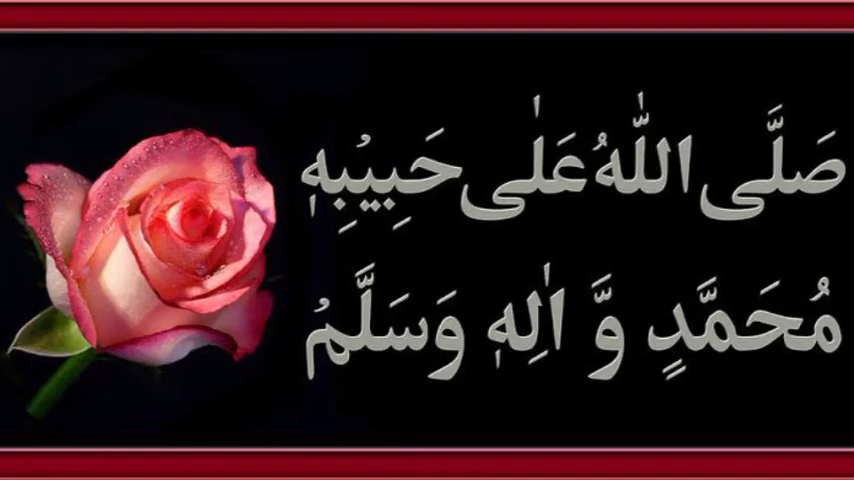 صَلَّی اللّٰهُ عَلٰی حَبِیْبِهٖ
مُحَمَّدٍ وَّ اٰلِهٖ وَسَلَّمْ